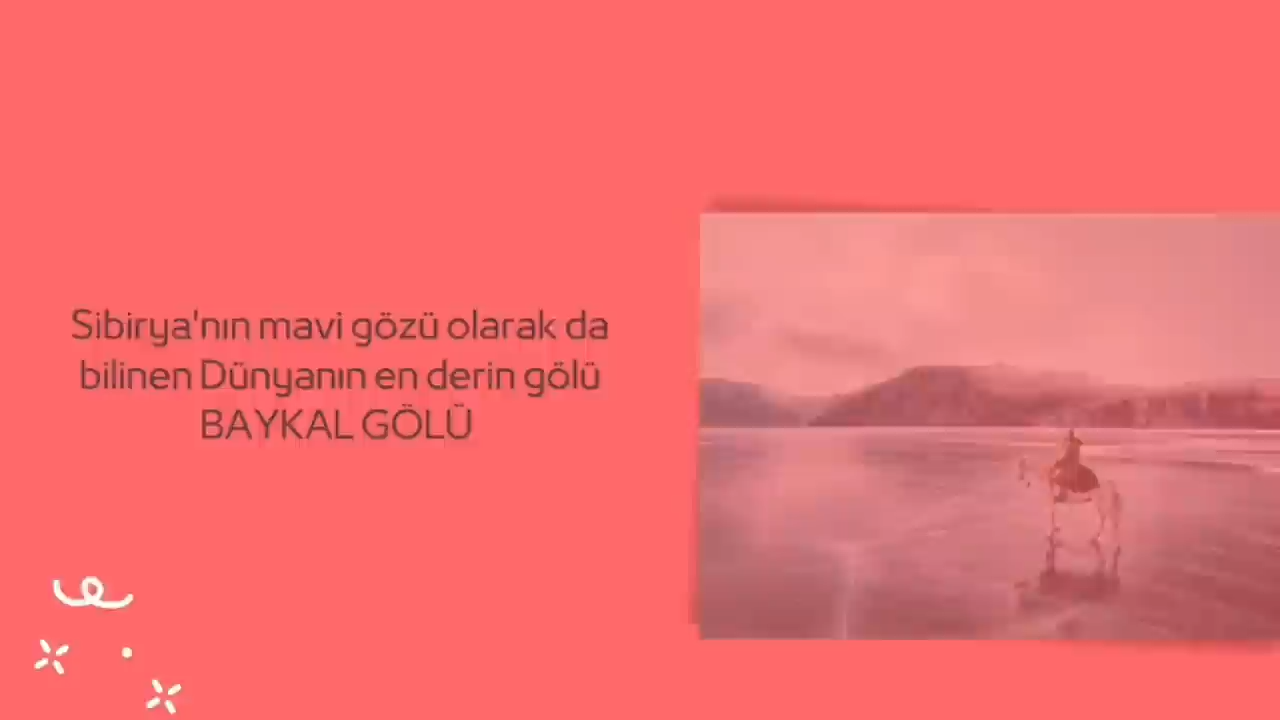 Sibirya'nın mavi gözü olarak da
bilinen Dünyanın en derin gölü
BAYKAL GÖLÜ